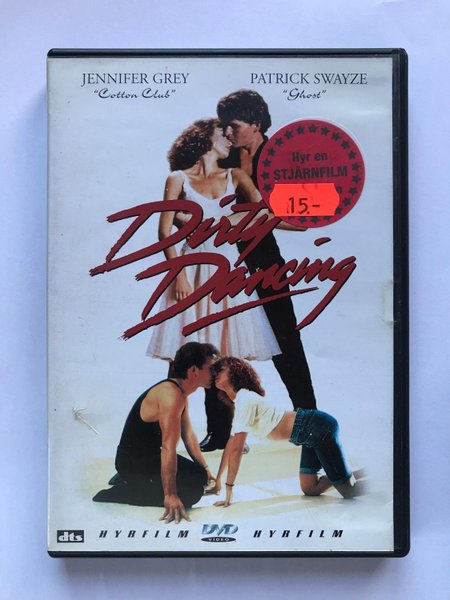 JENNIFER GREY
"Cotton Club"
PATRICK SWAYZE
"Ghost"
Hyr en
STJÄRNFILM
15.-
Dirty
Dancing
dts
HYRFILM
DVD
VIDEO
HYRFILM